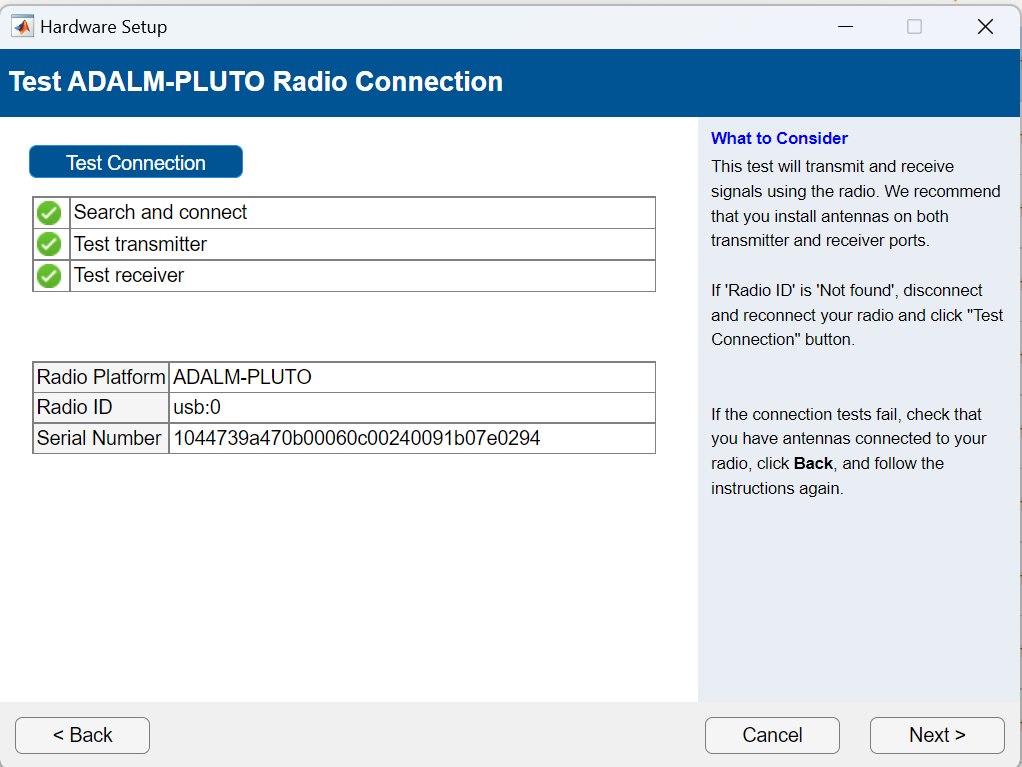 Hardware Setup
Test ADALM-PLUTO Radio Connection
Test Connection
Search and connect
Test transmitter
Test receiver
Radio Platform ADALM-PLUTO
Radio ID usb:0
Serial Number 1044739a470b00060c00240091b07e0294
What to Consider
This test will transmit and receive
signals using the radio. We recommend
that you install antennas on both
transmitter and receiver ports.
If 'Radio ID' is 'Not found', disconnect
and reconnect your radio and click "Test
Connection" button.
If the connection tests fail, check that
you have antennas connected to your
radio, click Back, and follow the
instructions again.
< Back
Cancel
Next >